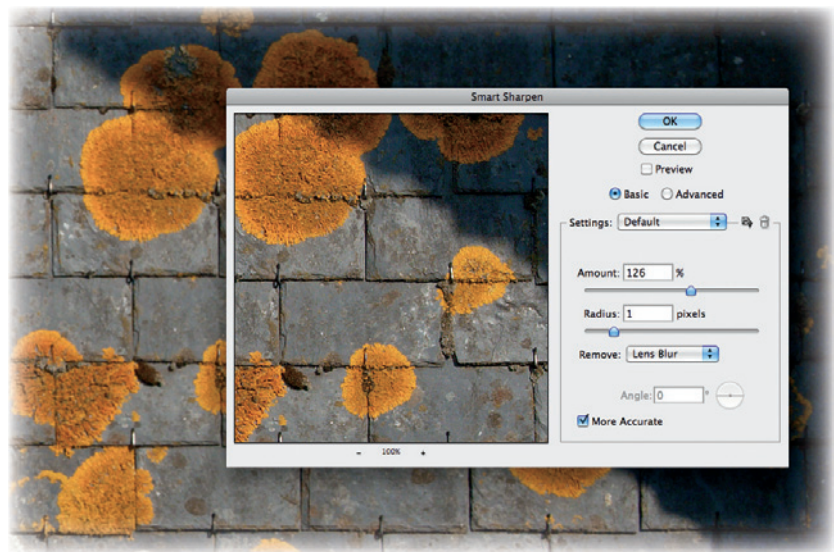 Smart Sharpen
OK
Cancel
Preview
Basic Advanced
Settings: Default
Amount: 126 %
Radius: 1 pixels
Remove: Lens Blur
Angle: 0 °
More Accurate
- 100% +